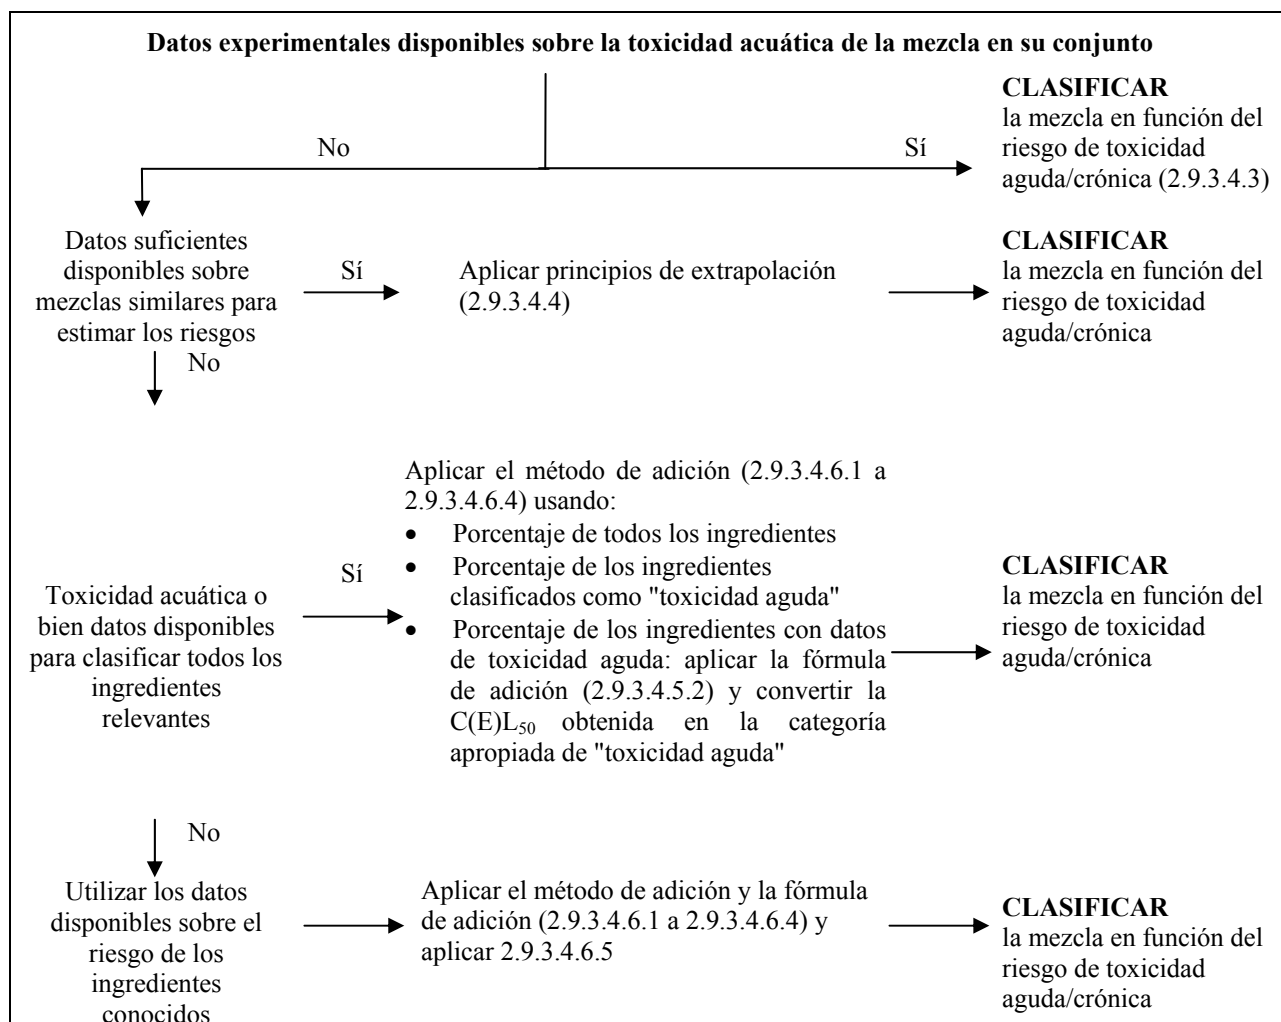 Datos experimentales disponibles sobre la toxicidad acuática de la mezcla en su conjunto
CLASIFICAR
la mezcla en función del
riesgo de toxicidad
aguda/crónica (2.9.3.4.3)
No
Sí
Datos suficientes
disponibles sobre
mezclas similares para
estimar los riesgos
Sí
Aplicar principios de extrapolación
(2.9.3.4.4)
CLASIFICAR
la mezcla en función del
riesgo de toxicidad
aguda/crónica
No
Toxicidad acuática o
bien datos disponibles
para clasificar todos los
ingredientes
relevantes
Sí
Aplicar el método de adición (2.9.3.4.6.1 a
2.9.3.4.6.4) usando:
• Porcentaje de todos los ingredientes
• Porcentaje de los ingredientes
clasificados como "toxicidad aguda"
• Porcentaje de los ingredientes con datos
de toxicidad aguda: aplicar la fórmula
de adición (2.9.3.4.5.2) y convertir la
C(E)L50 obtenida en la categoría
apropiada de "toxicidad aguda"
CLASIFICAR
la mezcla en función del
riesgo de toxicidad
aguda/crónica
No
Utilizar los datos
disponibles sobre el
riesgo de los
ingredientes
conocidos
Aplicar el método de adición y la fórmula
de adición (2.9.3.4.6.1 a 2.9.3.4.6.4) y
aplicar 2.9.3.4.6.5
CLASIFICAR
la mezcla en función del
riesgo de toxicidad
aguda/crónica